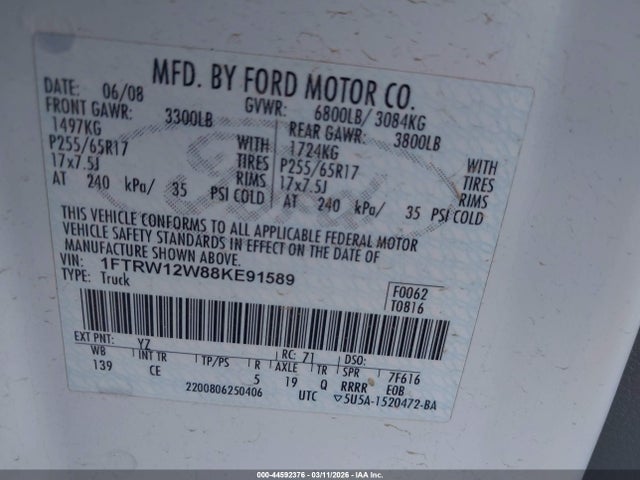 MFD. BY FORD MOTOR CO.
DATE: 06/08 GVWR: 6800LB/ 3084KG
FRONT GAWR: 3300LB REAR GAWR: 3800LB
1497KG WITH 1724KG WITH
P255/65R17 TIRES P255/65R17 TIRES
17x7.5J RIMS 17x7.5J RIMS
AT 240 kPa/ 35 PSI COLD AT 240 kPa/ 35 PSI COLD
THIS VEHICLE CONFORMS TO ALL APPLICABLE FEDERAL MOTOR
VEHICLE SAFETY STANDARDS IN EFFECT ON THE DATE OF
MANUFACTURE SHOWN ABOVE.
VIN: 1FTRW12W88KE91589
TYPE: Truck
F0062
T0816
EXT PNT: YZ RC: 71 DSO:
WB INT TR TP/PS R AXLE TR SPR 7F616
139 CE 5 19 Q RRRR E0B
2200806250406 UTC ▽5U5A-1520472-BA
000-44592376 - 03/11/2026 - IAA Inc.